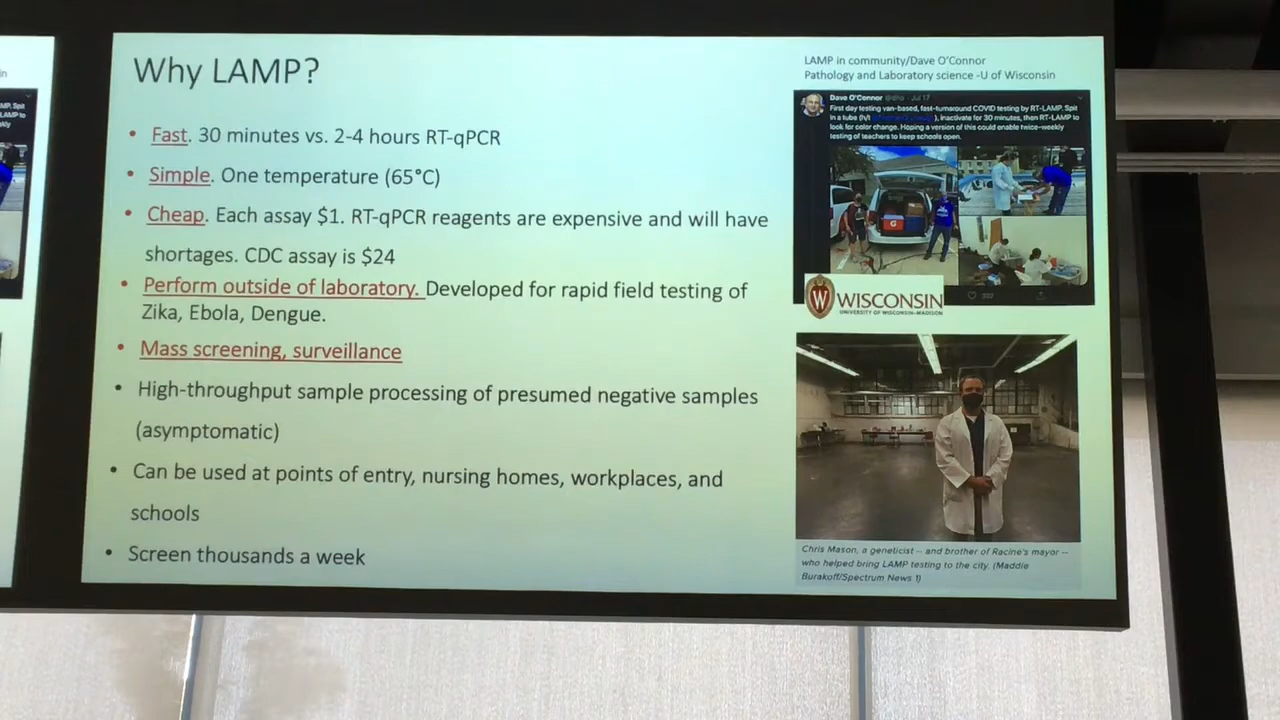 Why LAMP?
• Fast. 30 minutes vs. 2-4 hours RT-qPCR
• Simple. One temperature (65°C)
• Cheap. Each assay $1. RT-qPCR reagents are expensive and will have
shortages. CDC assay is $24
• Perform outside of laboratory. Developed for rapid field testing of
Zika, Ebola, Dengue.
• Mass screening, surveillance
• High-throughput sample processing of presumed negative samples
(asymptomatic)
• Can be used at points of entry, nursing homes, workplaces, and
schools
• Screen thousands a week
LAMP in community/Dave O'Connor
Pathology and Laboratory science -U of Wisconsin
Dave O'Connor Jul 17
First day testing van-based, fast-turnaround COVID testing by RT-LAMP. Spit
in a tube (h/t ), inactivate for 30 minutes, then RT-LAMP to
look for color change. Hoping a version of this could enable twice-weekly
testing of teachers to keep schools open.
W WISCONSIN
UNIVERSITY OF WISCONSIN-MADISON
Chris Mason, a geneticist -- and brother of Racine's mayor --
who helped bring LAMP testing to the city. (Maddie
Burakoff/Spectrum News 1)